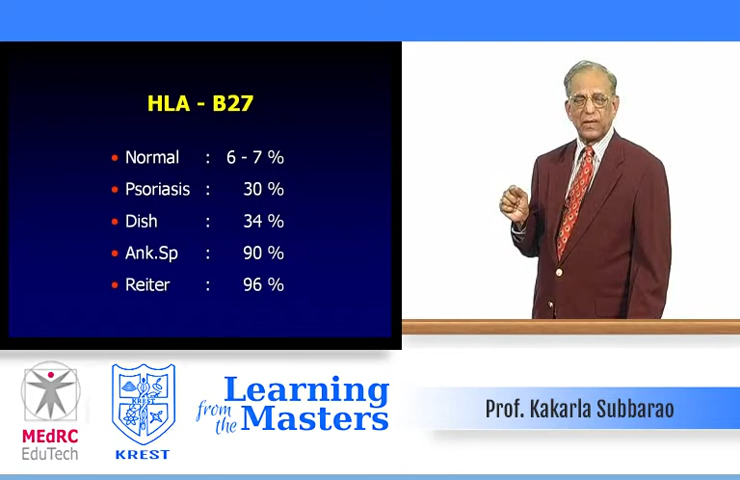 HLA - B27
• Normal : 6 - 7 %
• Psoriasis : 30 %
• Dish : 34 %
• Ank.Sp : 90 %
• Reiter : 96 %
MEdRC
EduTech
KREST
KREST
Learning
from the Masters
Prof. Kakarla Subbarao